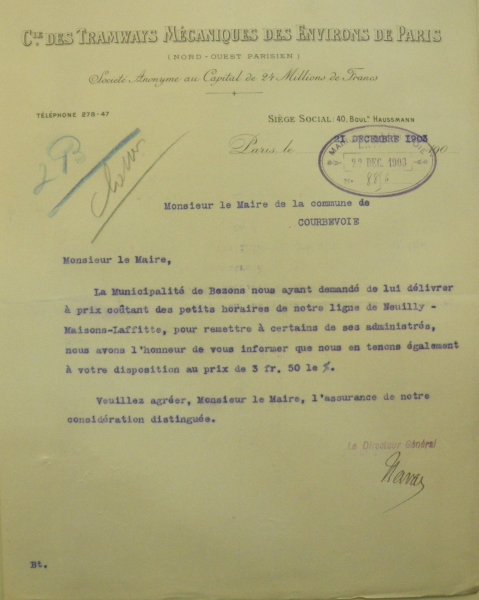 Cie DES TRAMWAYS MÉCANIQUES DES ENVIRONS DE PARIS
(NORD-OUEST PARISIEN)
Société Anonyme au Capital de 24 Millions de Francs
TÉLÉPHONE 278-47
SIÈGE SOCIAL: 40, BOULd HAUSSMANN
Paris, le 21 DECEMBRE 1903 190
22 DEC. 1903
Monsieur le Maire de la commune de
COURBEVOIE
Monsieur le Maire,
La Municipalité de Bezons nous ayant demandé de lui délivrer
à prix coûtant des petits horaires de notre ligne de Neuilly -
Maisons-Laffitte, pour remettre à certains de ses administrés,
nous avons l'honneur de vous informer que nous en tenons également
à votre disposition au prix de 3 fr. 50 le %.
Veuillez agréer, Monsieur le Maire, l'assurance de notre
considération distinguée.
Le Directeur Général
Bt.